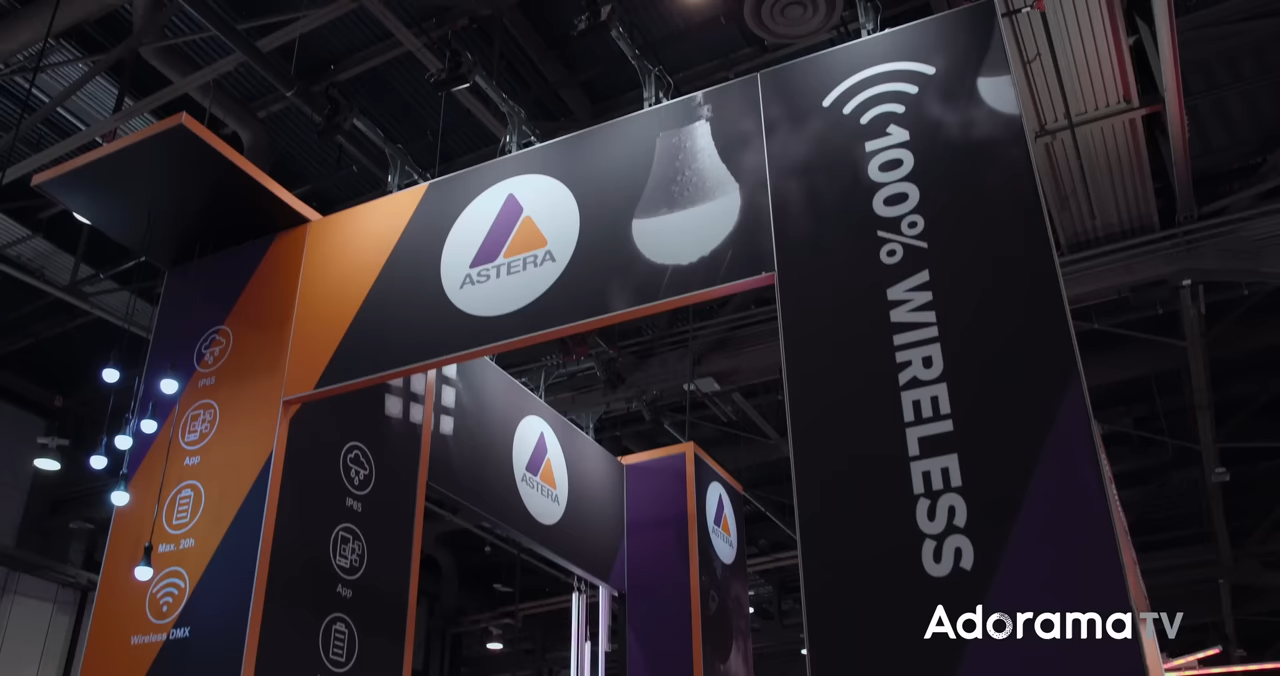 ASTERA
100% WIRELESS
IP65
App
Max. 20h
Wireless DMX
IP65
App
ASTERA
ASTERA
AdoramaTV